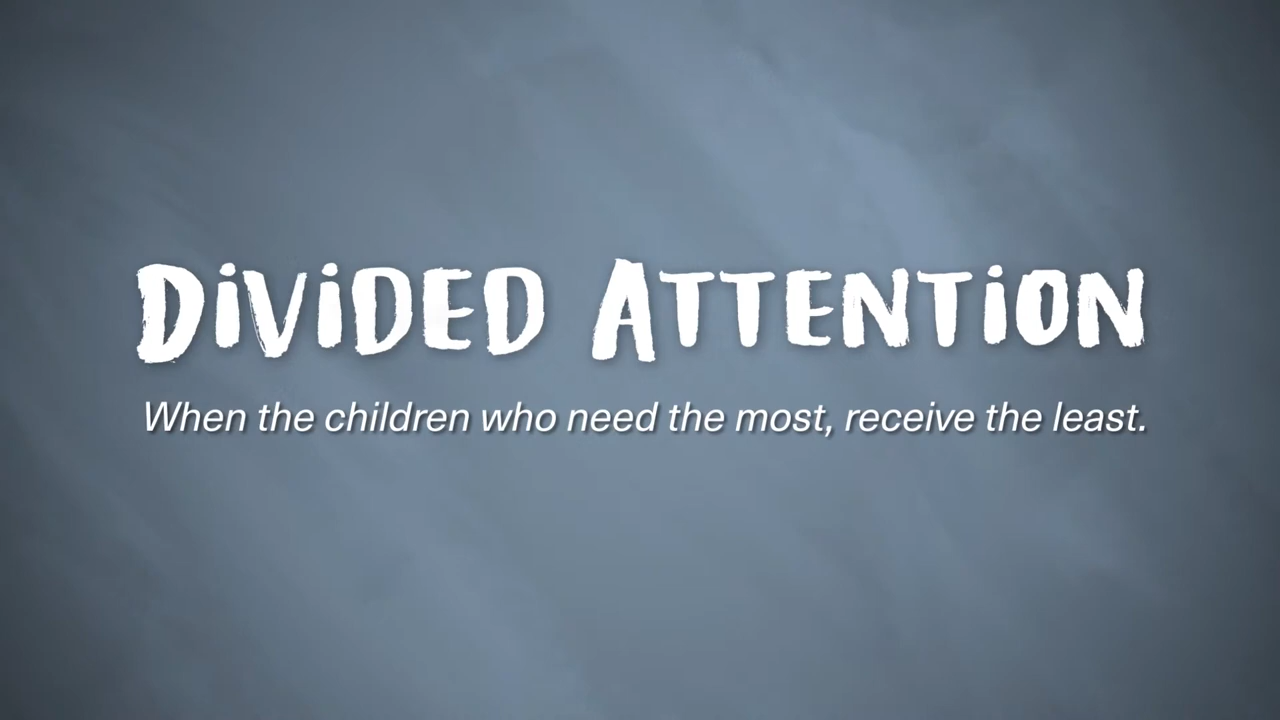 Divided Attention
When the children who need the most, receive the least.